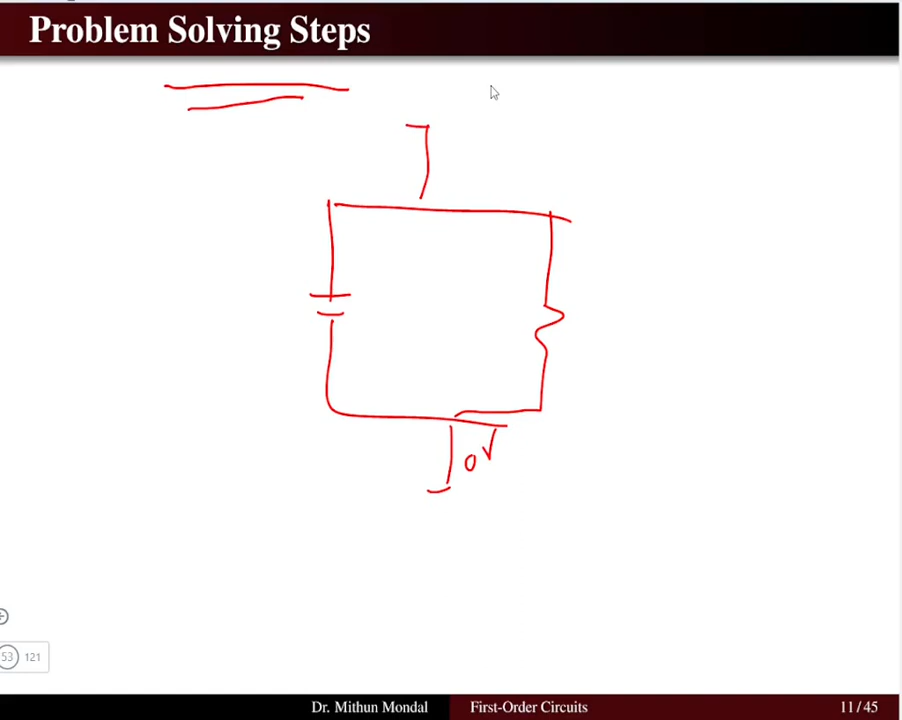 Problem Solving Steps
0V
53 121
Dr. Mithun Mondal First-Order Circuits 11 / 45